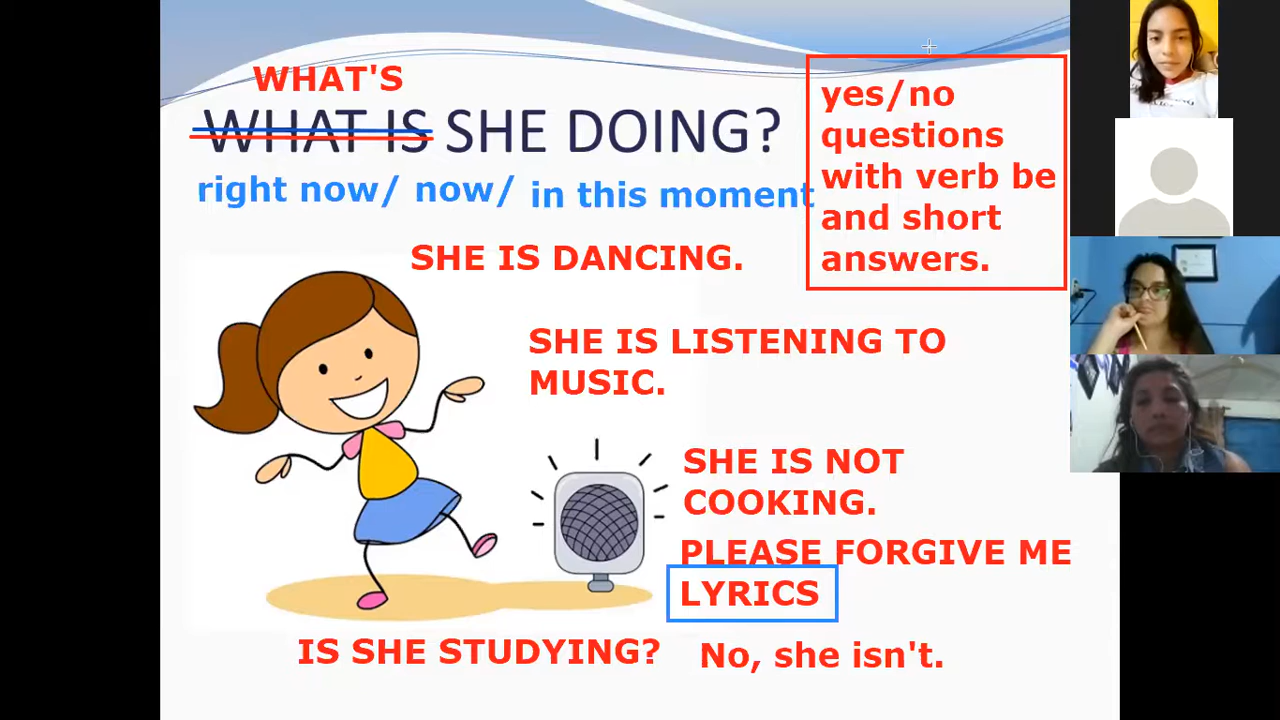 WHAT'S
WHAT IS SHE DOING?
right now/ now/ in this moment
yes/no
questions
with verb be
and short
answers.
SHE IS DANCING.
SHE IS LISTENING TO
MUSIC.
SHE IS NOT
COOKING.
PLEASE FORGIVE ME
LYRICS
IS SHE STUDYING? No, she isn't.